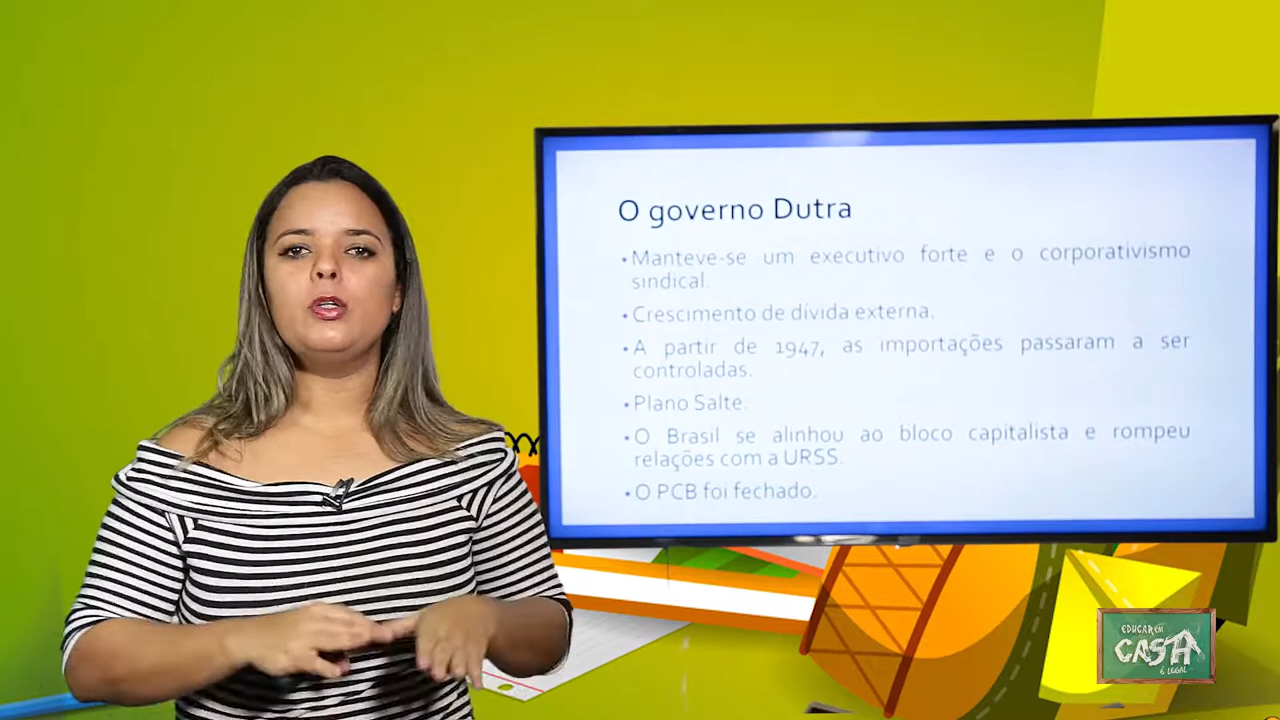 O governo Dutra
•Manteve-se um executivo forte e o corporativismo
sindical.
•Crescimento de dívida externa.
•A partir de 1947, as importações passaram a ser
controladas.
•Plano Salte.
•O Brasil se alinhou ao bloco capitalista e rompeu
relações com a URSS.
•O PCB foi fechado.
EDUCAR EM
CASA
É LEGAL